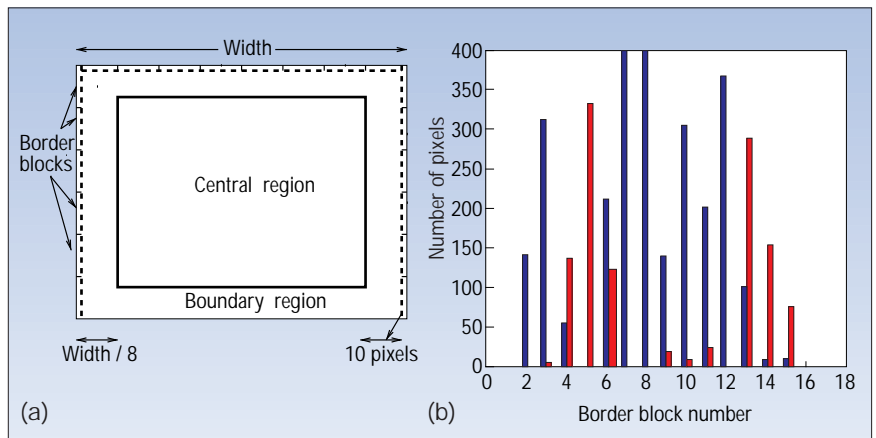 Width
Border
blocks
Central region
Boundary region
Width / 8
10 pixels
(a)
Number of pixels
400
350
300
250
200
150
100
50
0
0 2 4 6 8 10 12 14 16 18
Border block number
(b)